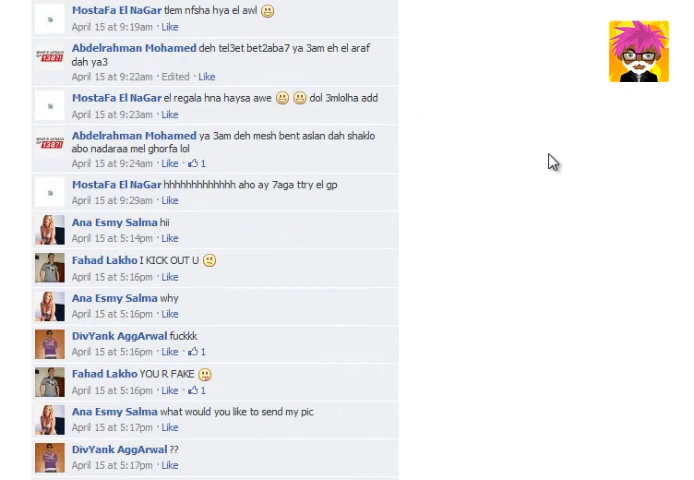 MostaFa El NaGar tlem nfsha hya el awl
April 15 at 9:19am · Like
Abdelrahman Mohamed deh tel3et bet2aba7 ya 3am eh el araf
dah ya3
April 15 at 9:22am · Edited · Like
MostaFa El NaGar el regala hna haysa awe dol 3mlolha add
April 15 at 9:23am · Like
Abdelrahman Mohamed ya 3am deh mesh bent aslan dah shaklo
abo nadaraa mel ghorfa lol
April 15 at 9:24am · Like · 1
MostaFa El NaGar hhhhhhhhhhhh aho ay 7aga ttry el gp
April 15 at 9:29am · Like
Ana Esmy Salma hii
April 15 at 5:14pm · Like
Fahad Lakho I KICK OUT U
April 15 at 5:16pm · Like
Ana Esmy Salma why
April 15 at 5:16pm · Like
DivYank AggArwal fuckkk
April 15 at 5:16pm · Like · 1
Fahad Lakho YOU R FAKE
April 15 at 5:16pm · Like · 1
Ana Esmy Salma what would you like to send my pic
April 15 at 5:17pm · Like
DivYank AggArwal ??
April 15 at 5:17pm · Like